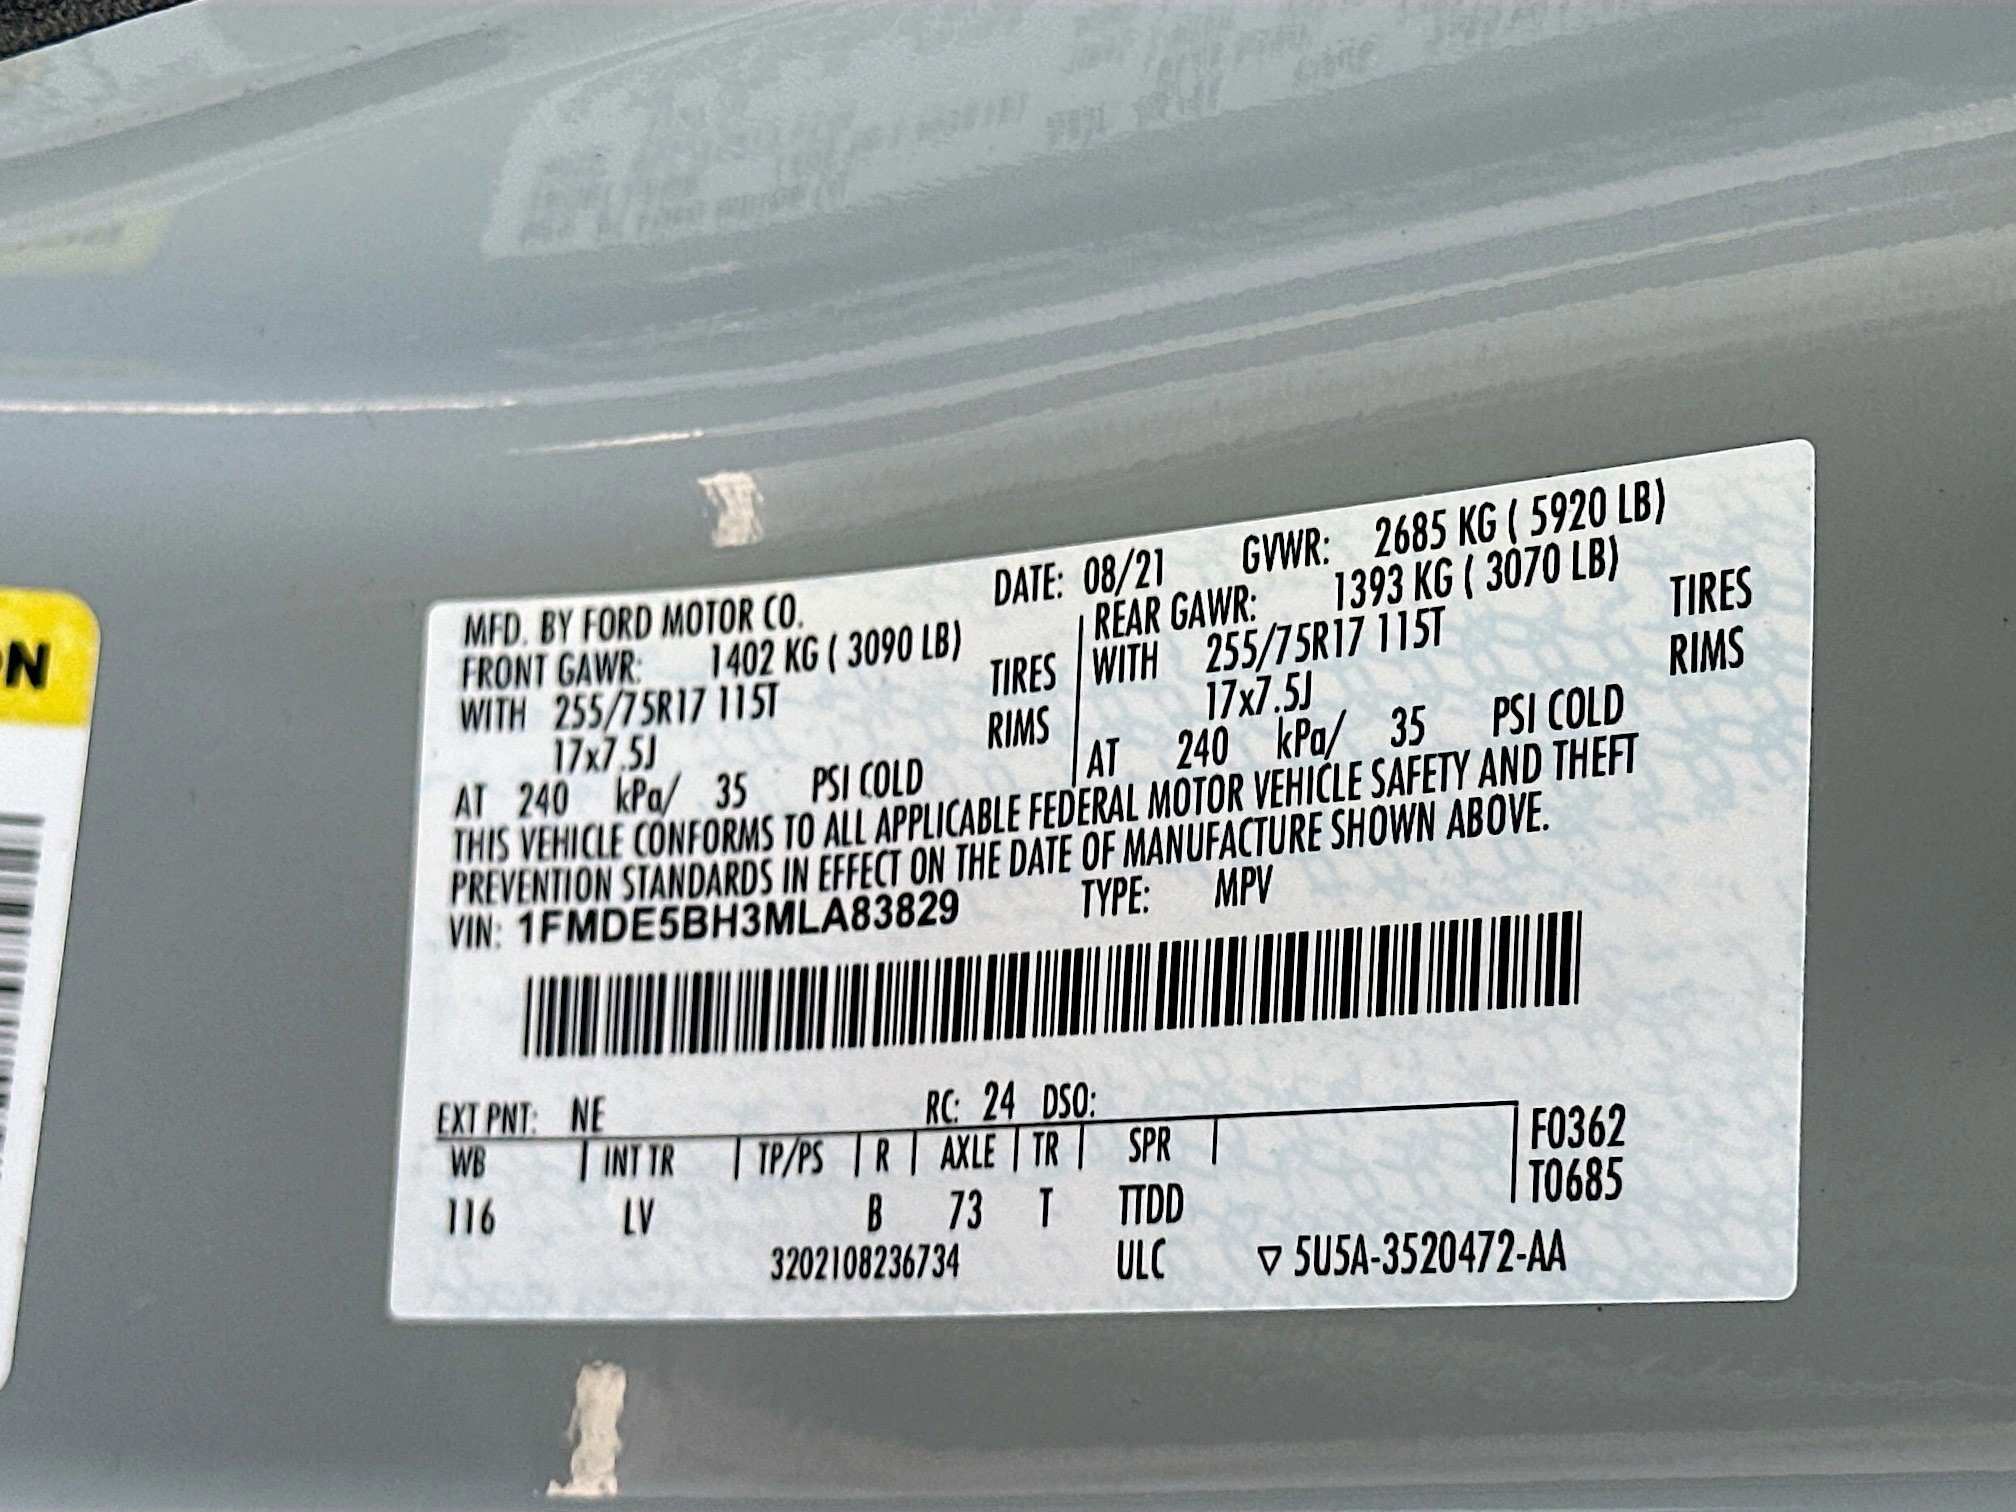 MFD. BY FORD MOTOR CO. DATE: 08/21 GVWR: 2685 KG ( 5920 LB)
FRONT GAWR: 1402 KG ( 3090 LB) REAR GAWR: 1393 KG ( 3070 LB)
WITH 255/75R17 115T TIRES WITH 255/75R17 115T TIRES
17x7.5J RIMS 17x7.5J RIMS
AT 240 kPa/ 35 PSI COLD AT 240 kPa/ 35 PSI COLD
THIS VEHICLE CONFORMS TO ALL APPLICABLE FEDERAL MOTOR VEHICLE SAFETY AND THEFT
PREVENTION STANDARDS IN EFFECT ON THE DATE OF MANUFACTURE SHOWN ABOVE.
VIN: 1FMDE5BH3MLA83829 TYPE: MPV
EXT PNT: NE RC: 24 DSO:
WB | INT TR | TP/PS | R | AXLE | TR | SPR | F0362
T0685
116 LV B 73 T TTDD
3202108236734 ULC ▽ 5U5A-3520472-AA